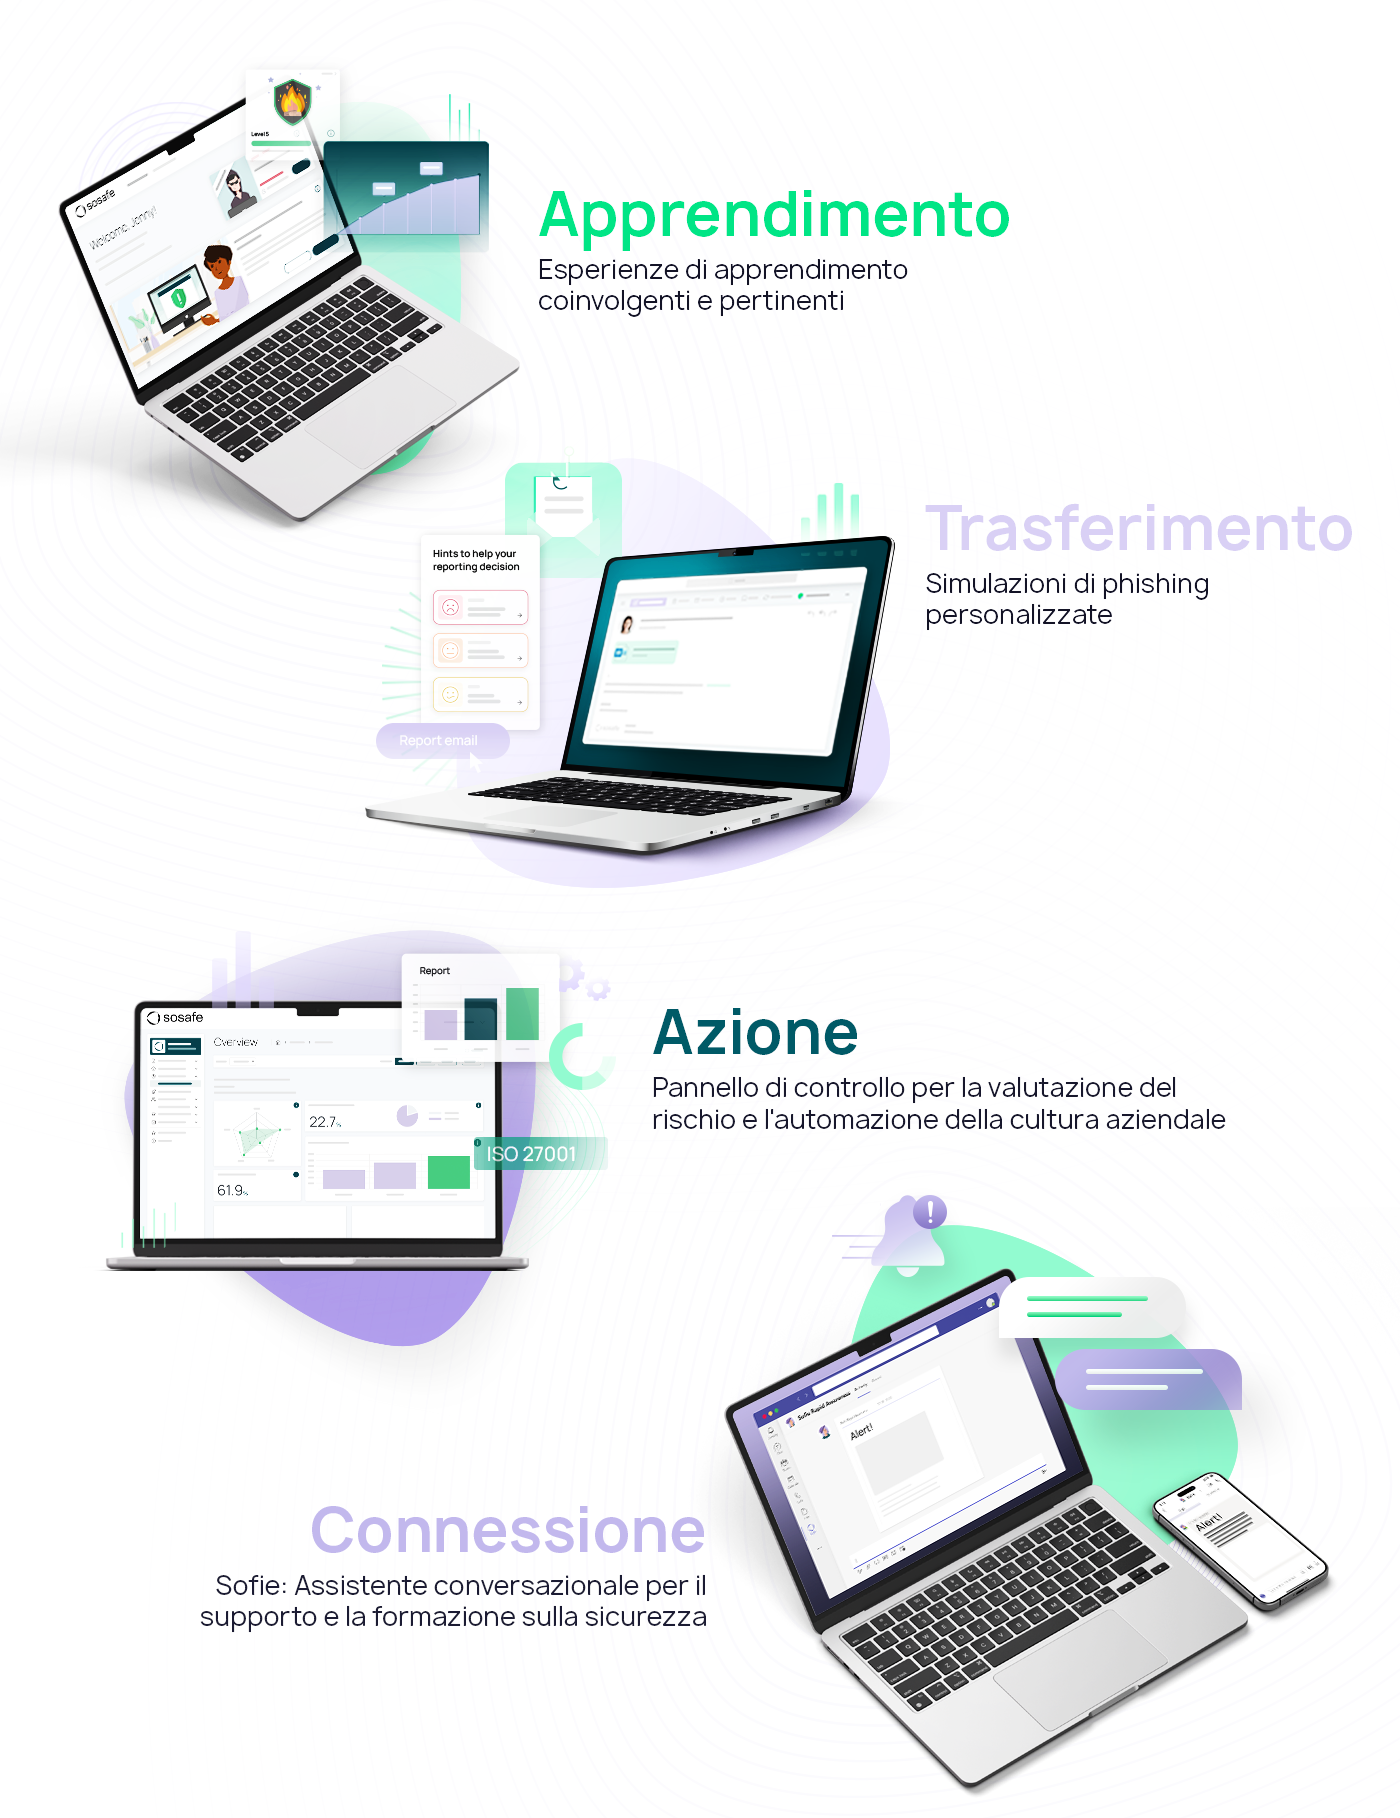 Level 5
sosafe
Welcome, Jonny!
Apprendimento
Esperienze di apprendimento
coinvolgenti e pertinenti
Trasferimento
Simulazioni di phishing
personalizzate
Hints to help your
reporting decision
Report email
Report
sosafe
Overview
22.7%
61.9%
ISO 27001
Azione
Pannello di controllo per la valutazione del
rischio e l'automazione della cultura aziendale
Sofie Rapid Awareness
Alert!
Alert!
Connessione
Sofie: Assistente conversazionale per il
supporto e la formazione sulla sicurezza